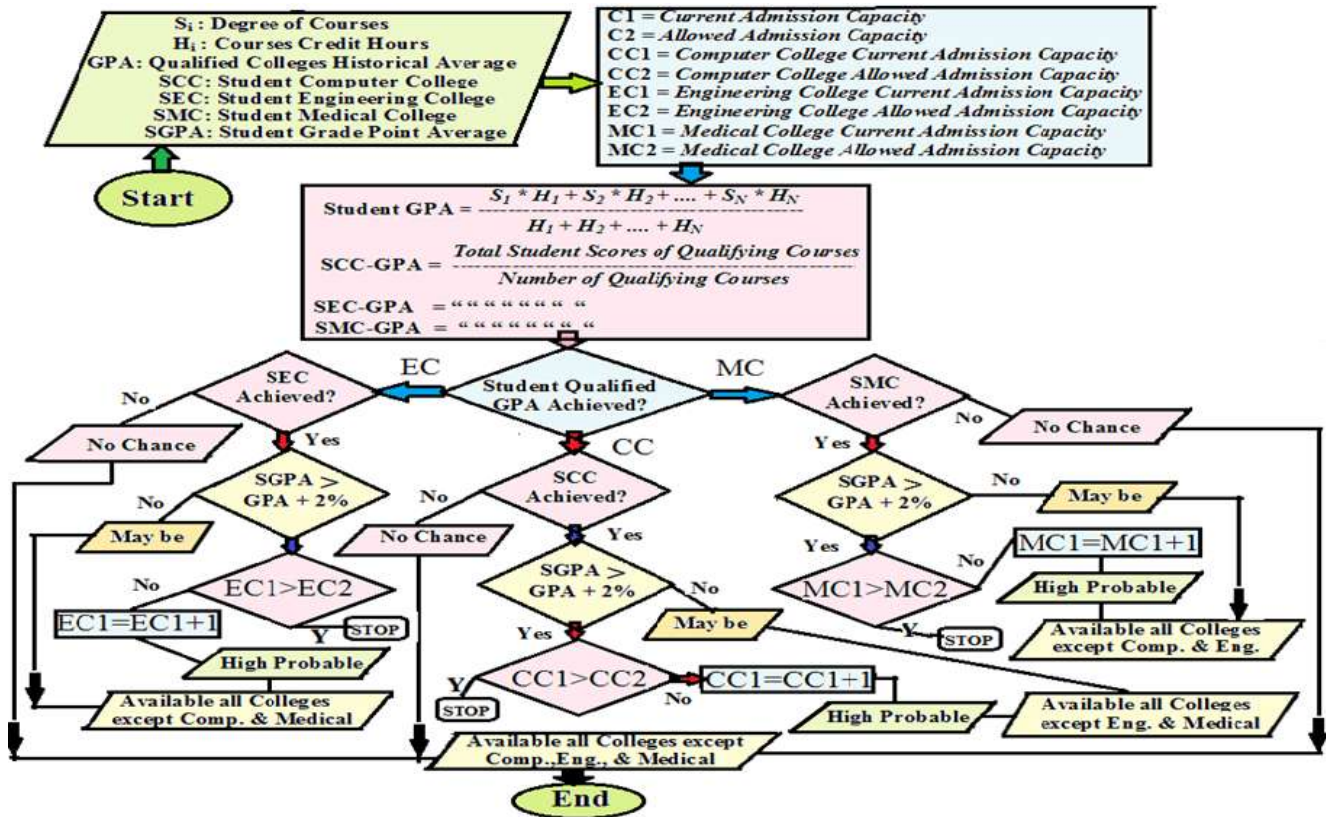 S₁ : Degree of Courses
Hᵢ : Courses Credit Hours
GPA: Qualified Colleges Historical Average
SCC: Student Computer College
SEC: Student Engineering College
SMC: Student Medical College
SGPA: Student Grade Point Average
C1 = Current Admission Capacity
C2 = Allowed Admission Capacity
CC1 = Computer College Current Admission Capacity
CC2 = Computer College Allowed Admission Capacity
EC1 = Engineering College Current Admission Capacity
EC2 = Engineering College Allowed Admission Capacity
MC1 = Medical College Current Admission Capacity
MC2 = Medical College Allowed Admission Capacity
Start
Student GPA = S₁ * H₁ + S₂ * H₂ + .... + S_N * H_N
H₁ + H₂ + .... + H_N
SCC-GPA = Total Student Scores of Qualifying Courses
Number of Qualifying Courses
SEC-GPA = “ “ “ “ “ “ “ “
SMC-GPA = “ “ “ “ “ “ “ “
EC
MC
CC
Student Qualified
GPA Achieved?
SEC
Achieved?
No
No Chance
Yes
SGPA >
GPA + 2%
No
May be
EC1>EC2
No
Y
STOP
EC1=EC1+1
High Probable
Available all Colleges
except Comp. & Medical
SCC
Achieved?
No
No Chance
Yes
SGPA >
GPA + 2%
No
May be
Yes
CC1>CC2
Y
STOP
No
CC1=CC1+1
High Probable
Available all Colleges
except Eng. & Medical
SMC
Achieved?
No
No Chance
Yes
SGPA >
GPA + 2%
No
May be
Yes
MC1>MC2
No
MC1=MC1+1
High Probable
Y
STOP
Available all Colleges
except Comp. & Eng.
Available all Colleges except
Comp.,Eng., & Medical
End